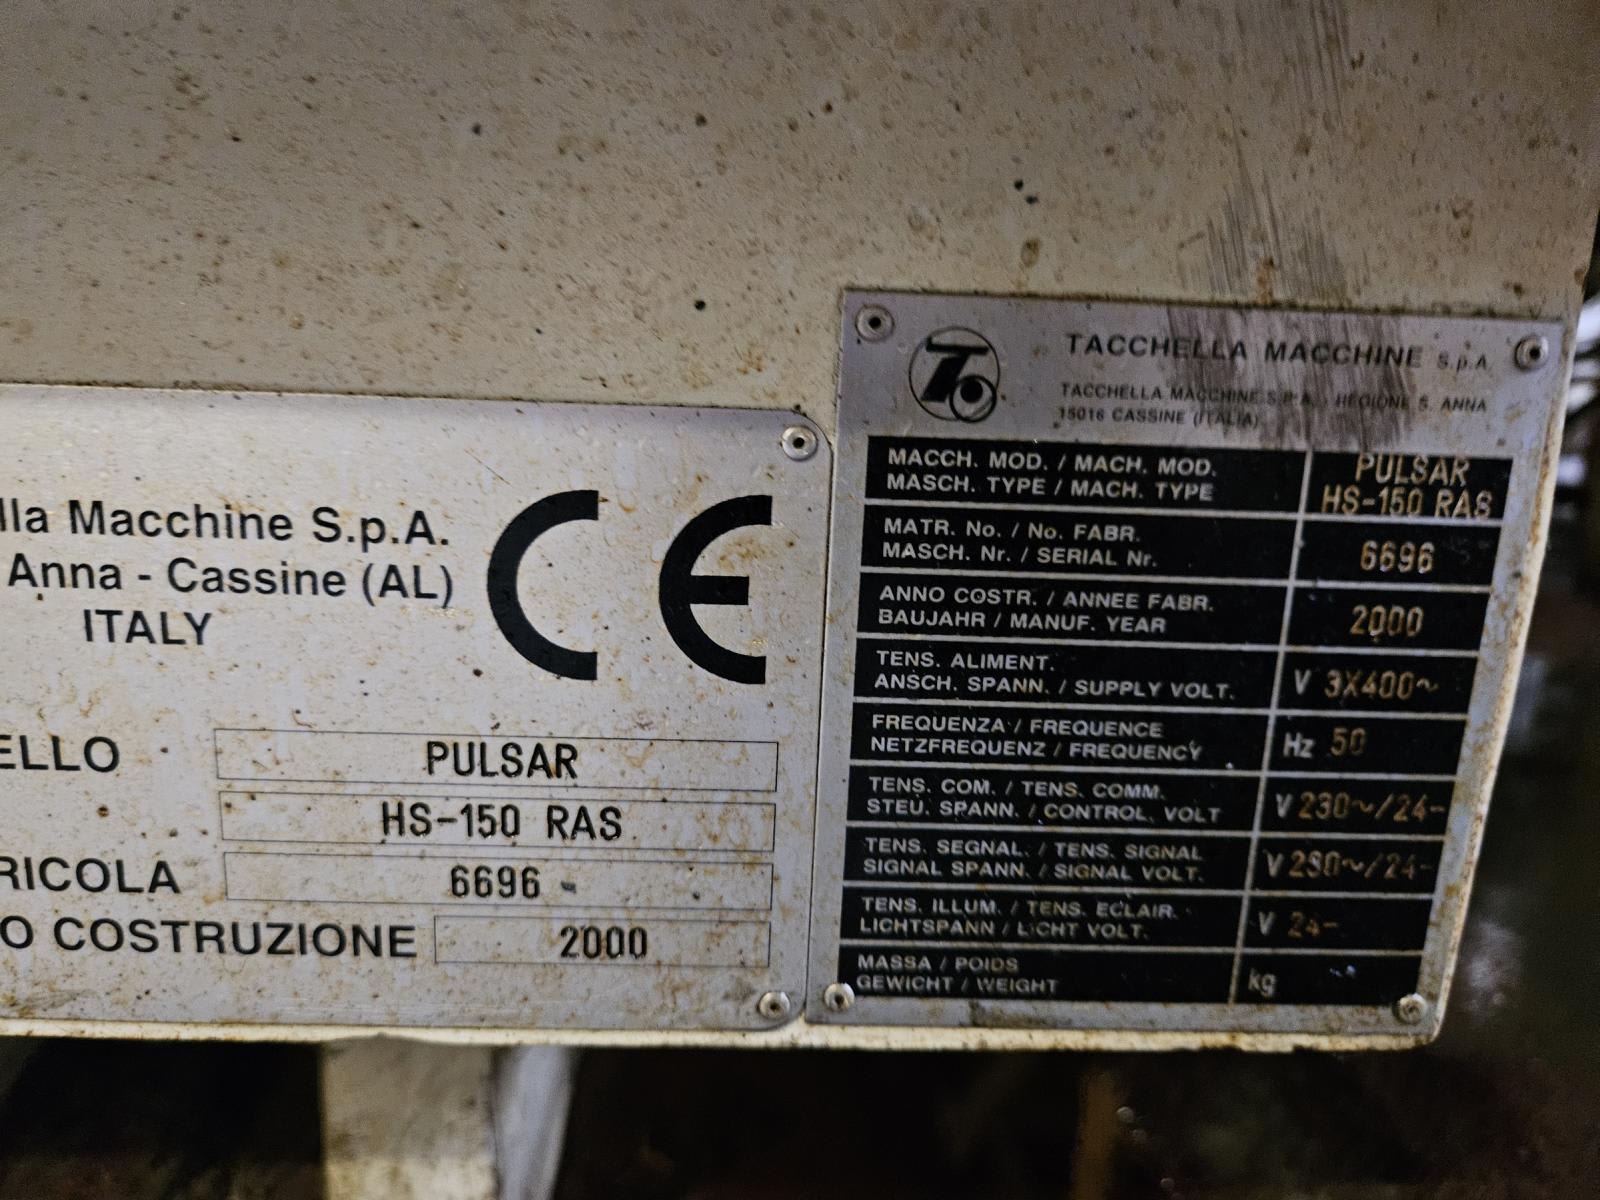 lla Macchine S.p.A.
Anna - Cassine (AL)
ITALY
CE
ELLO PULSAR
HS-150 RAS
RICOLA 6696
O COSTRUZIONE 2000
TACCHELLA MACCHINE S.p.A.
TACCHELLA MACCHINE S.P.A. - REGIONE S. ANNA
15016 CASSINE (ITALIA)
MACCH. MOD. / MACH. MOD. PULSAR
MASCH. TYPE / MACH. TYPE HS-150 RAS
MATR. No. / No. FABR.
MASCH. Nr. / SERIAL Nr. 6696
ANNO COSTR. / ANNEE FABR.
BAUJAHR / MANUF. YEAR 2000
TENS. ALIMENT.
ANSCH. SPANN. / SUPPLY VOLT. V 3X400~
FREQUENZA / FREQUENCE
NETZFREQUENZ / FREQUENCY Hz 50
TENS. COM. / TENS. COMM.
STEU. SPANN. / CONTROL. VOLT V 230~/24-
TENS. SEGNAL. / TENS. SIGNAL
SIGNAL SPANN. / SIGNAL VOLT. V 230~/24-
TENS. ILLUM. / TENS. ECLAIR.
LICHTSPANN / LICHT VOLT. V 24-
MASSA / POIDS
GEWICHT / WEIGHT kg